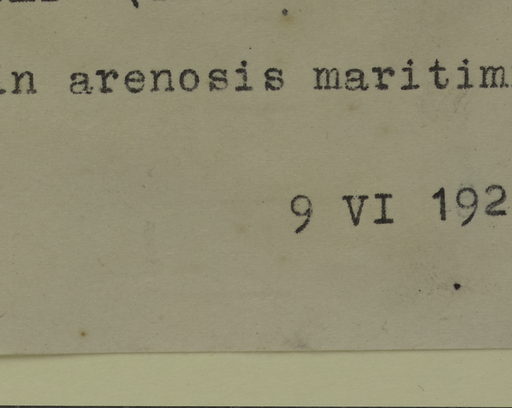 in arenosis maritim
9 VI 192